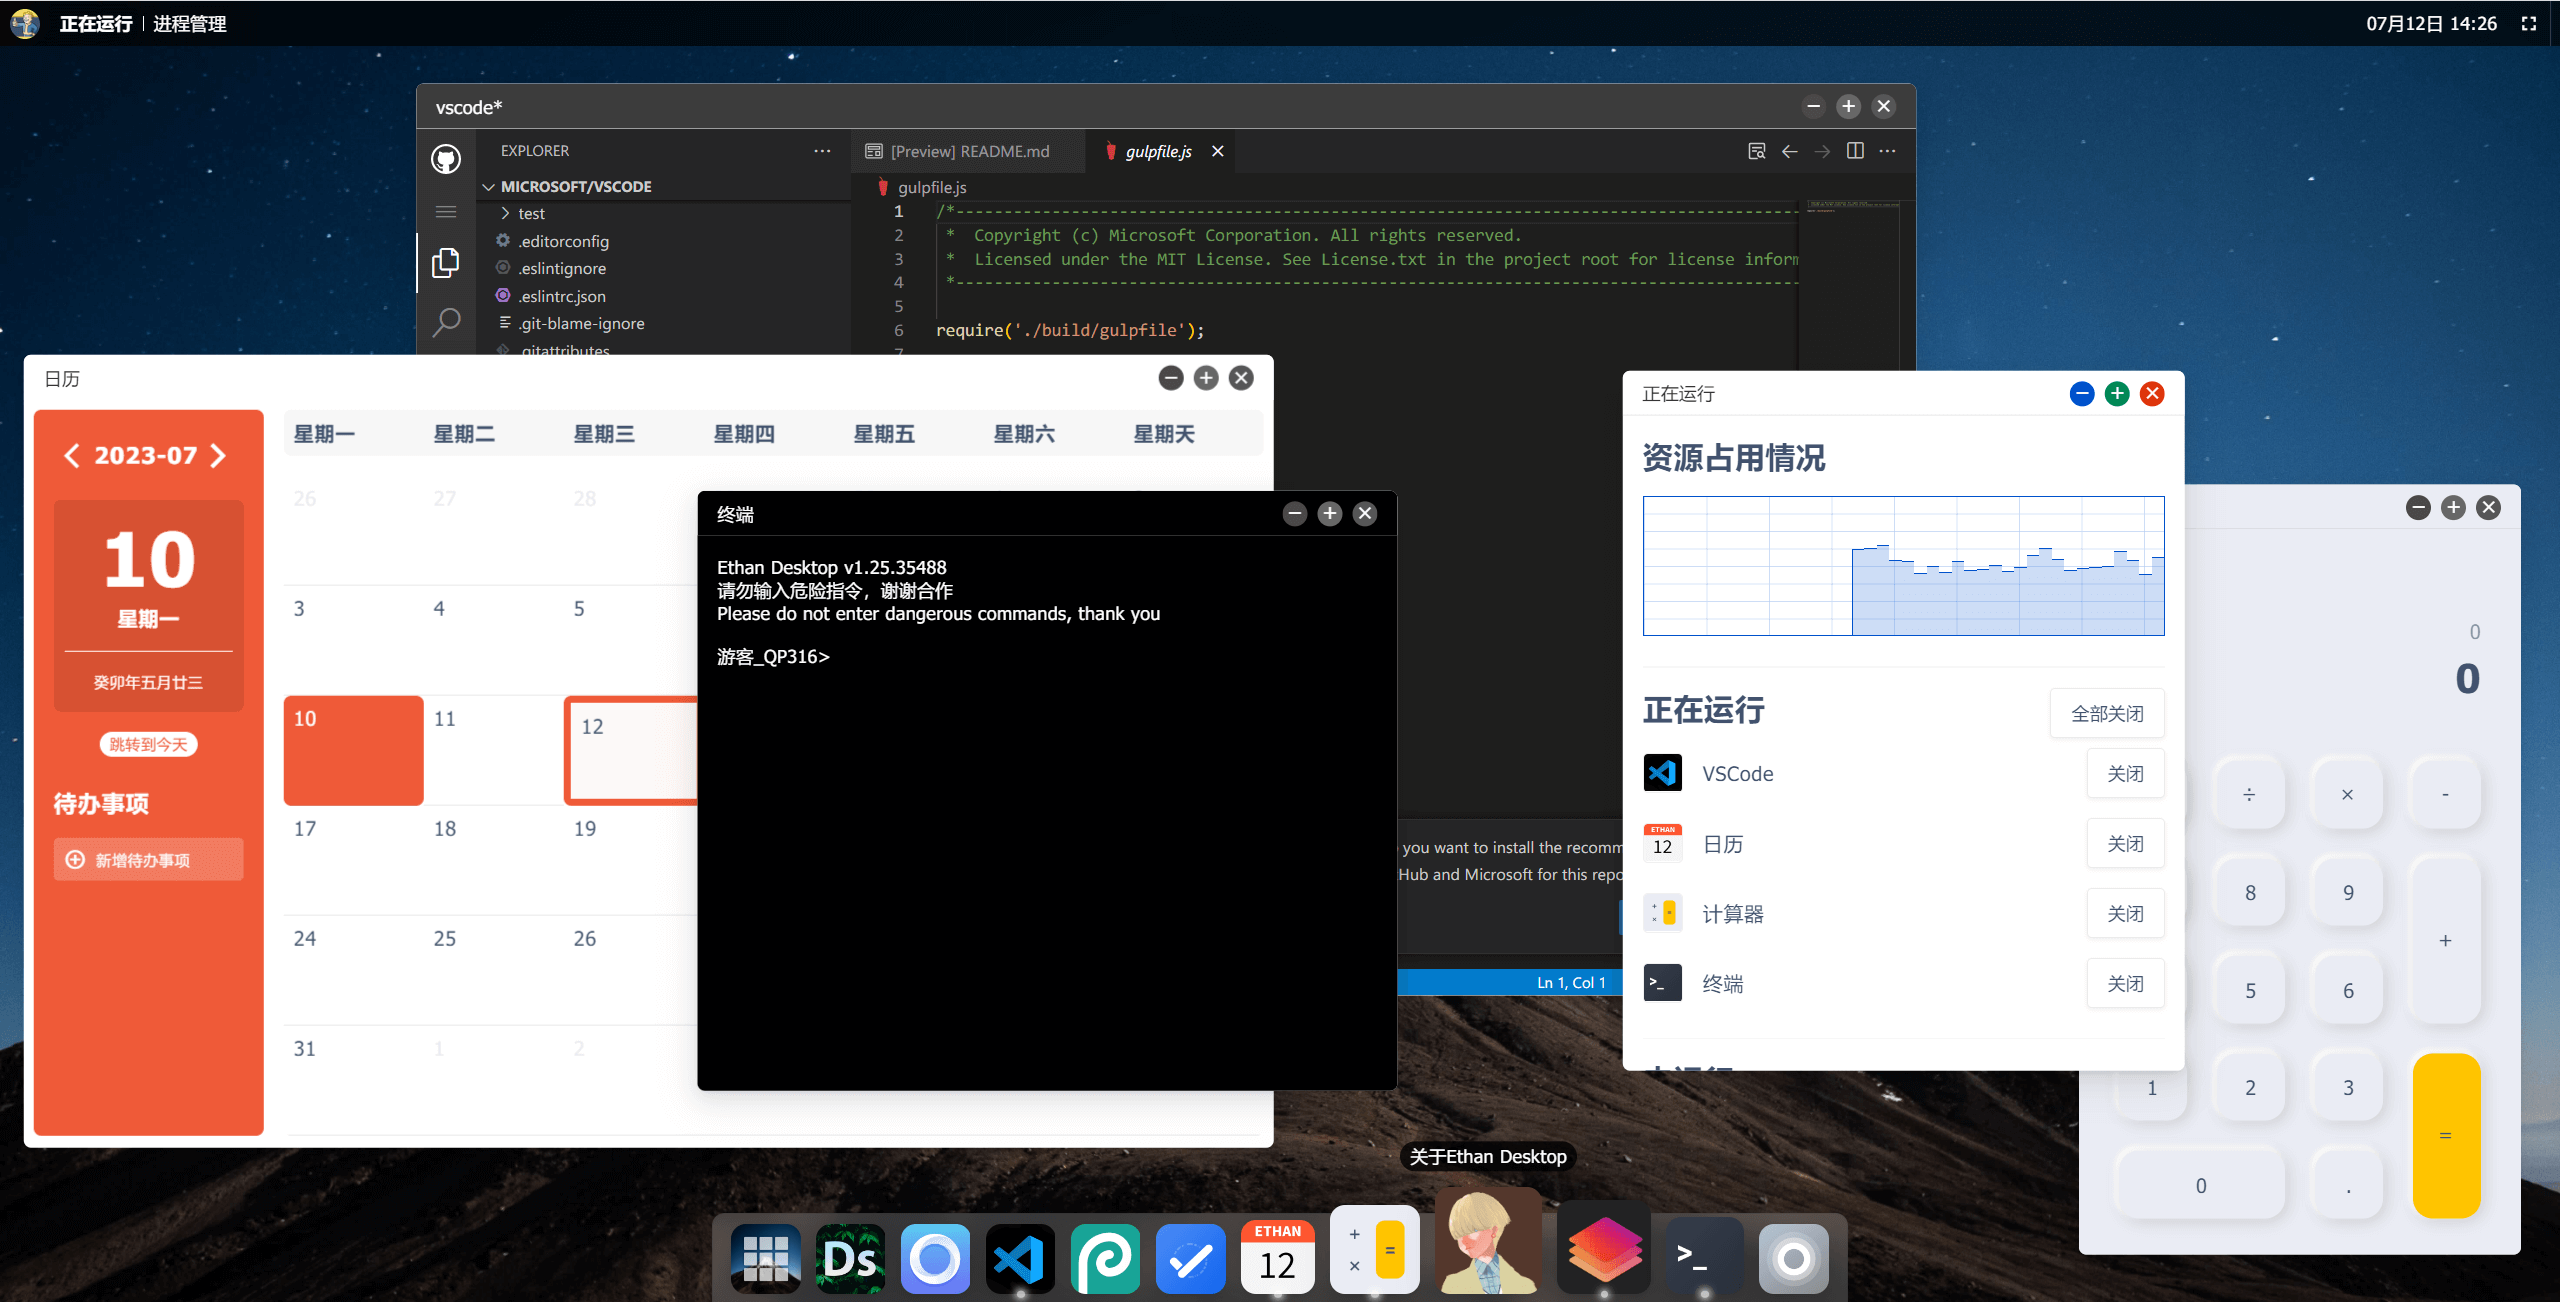 正在运行 | 进程管理
07月12日 14:26
vscode*
EXPLORER
MICROSOFT/VSCODE
test
.editorconfig
.eslintignore
.eslintrc.json
.git-blame-ignore
.gitattributes
[Preview] README.md
gulpfile.js
gulpfile.js
1 /*---------------------------------------------------------------------------------------
2 * Copyright (c) Microsoft Corporation. All rights reserved.
3 * Licensed under the MIT License. See License.txt in the project root for license inform
4 *---------------------------------------------------------------------------------------
5
6 require('./build/gulpfile');
7
you want to install the recomm
Hub and Microsoft for this repo
Ln 1, Col 1
日历
2023-07
10
星期一
癸卯年五月廿三
跳转到今天
待办事项
新增待办事项
星期一 星期二 星期三 星期四 星期五 星期六 星期天
26 27 28
3 4 5
10 11 12
17 18 19
24 25 26
31 1 2
终端
Ethan Desktop v1.25.35488
请勿输入危险指令，谢谢合作
Please do not enter dangerous commands, thank you
游客_QP316>
正在运行
资源占用情况
正在运行
全部关闭
VSCode
关闭
ETHAN
12
日历
关闭
计算器
关闭
>_
终端
关闭
0
0
÷ × -
8 9
+
5 6
1 2 3
=
0 .
关于Ethan Desktop
Ds
ETHAN
12
+
×
=
>_